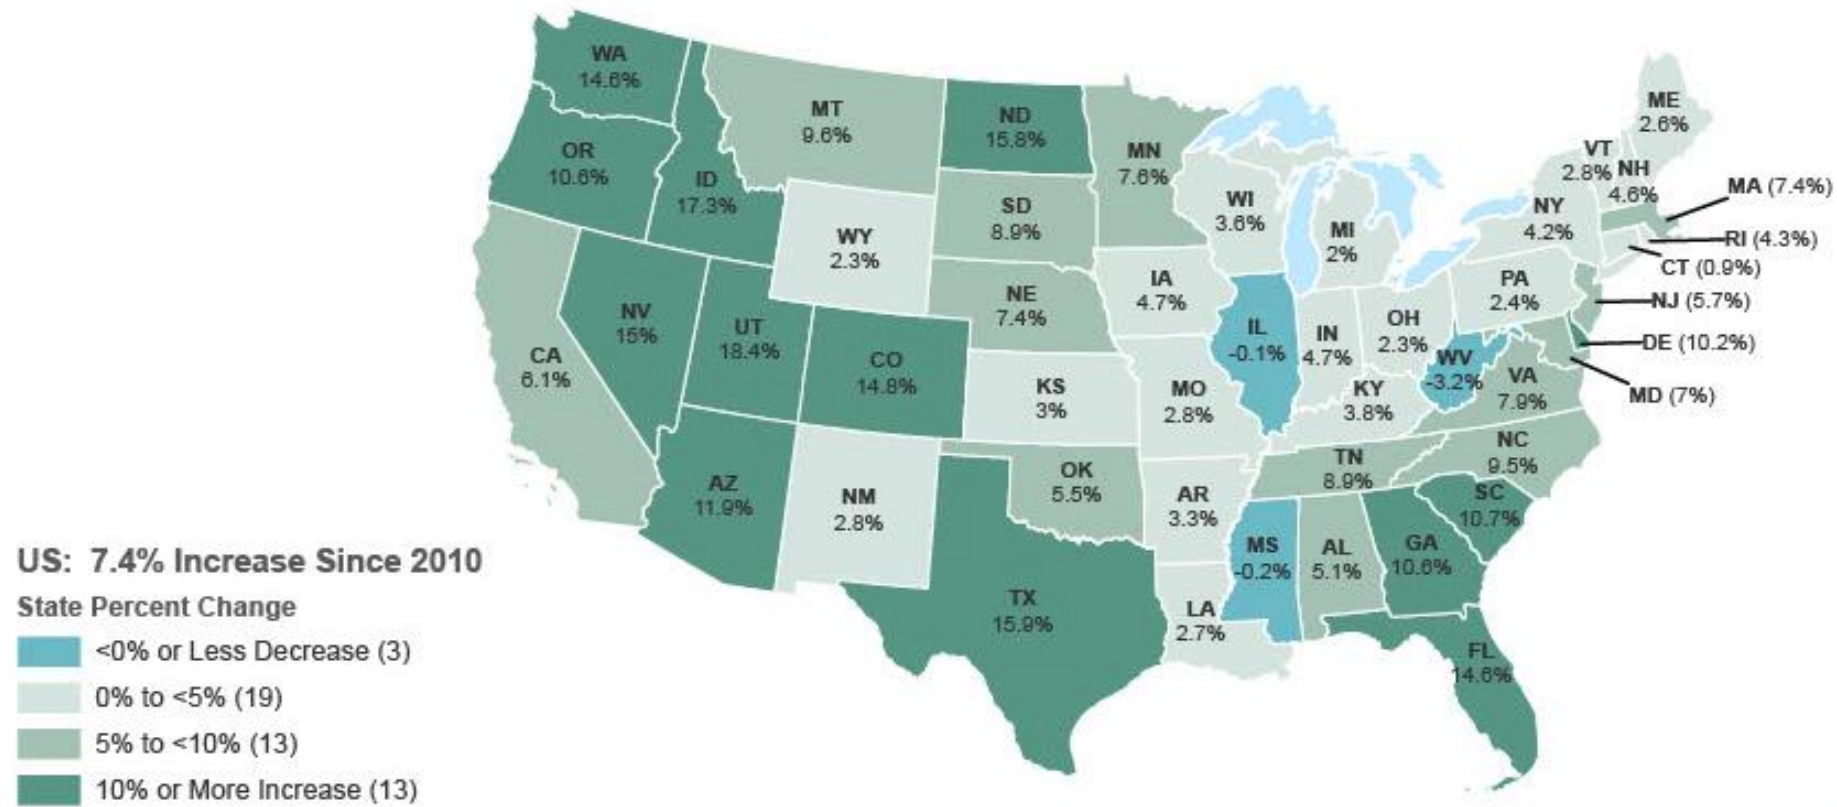 WA
14.6%
OR
10.6%
ID
17.3%
MT
9.6%
ND
15.8%
MN
7.6%
SD
8.9%
WY
2.3%
NE
7.4%
IA
4.7%
WI
3.6%
MI
2%
ME
2.6%
VT
2.8%
NH
4.6%
NY
4.2%
MA (7.4%)
RI (4.3%)
CT (0.9%)
NJ (5.7%)
DE (10.2%)
MD (7%)
PA
2.4%
OH
2.3%
IN
4.7%
IL
-0.1%
WV
-3.2%
VA
7.9%
KY
3.8%
CA
6.1%
NV
15%
UT
18.4%
CO
14.8%
KS
3%
MO
2.8%
NC
9.5%
TN
8.9%
SC
10.7%
AZ
11.9%
NM
2.8%
OK
5.5%
AR
3.3%
MS
-0.2%
AL
5.1%
GA
10.6%
TX
15.9%
LA
2.7%
FL
14.6%
US: 7.4% Increase Since 2010
State Percent Change
<0% or Less Decrease (3)
0% to <5% (19)
5% to <10% (13)
10% or More Increase (13)